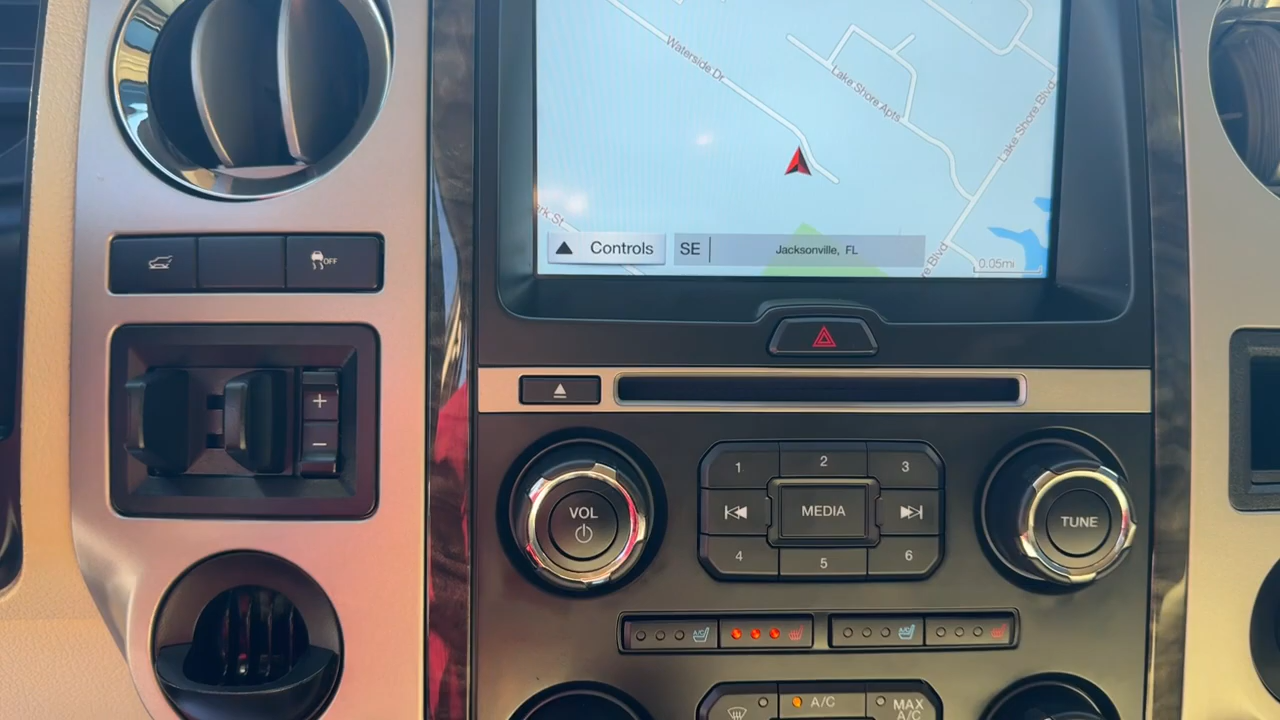 Waterside Dr
Lake Shore Apts
Lake Shore Blvd
rk St
Controls
SE
Jacksonville, FL
re Blvd
0.05mi
OFF
+
−
1
2
3
VOL
MEDIA
TUNE
4
5
6
A/C
A/C
A/C
MAX
A/C